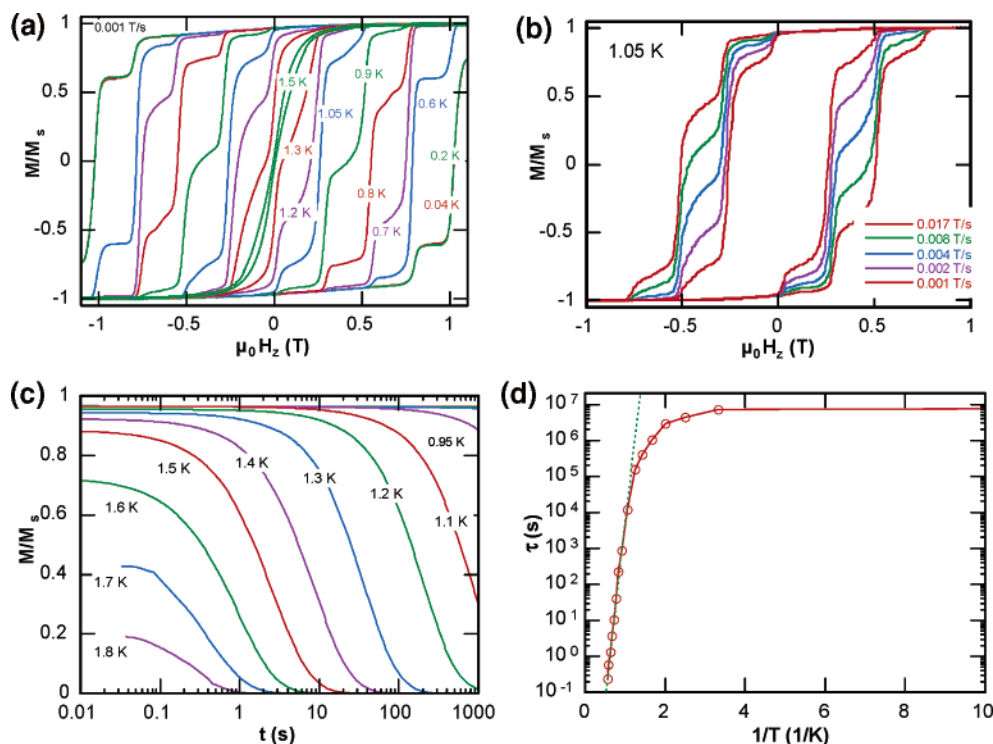 (a)
0.001 T/s
M/Ms
1
0.5
0
-0.5
-1
1.5 K
0.9 K
1.05 K
0.6 K
1.3 K
0.2 K
0.8 K
0.04 K
1.2 K
0.7 K
-1 -0.5 0 0.5 1
μ0Hz (T)
(b)
1.05 K
M/Ms
1
0.5
0
-0.5
-1
0.017 T/s
0.008 T/s
0.004 T/s
0.002 T/s
0.001 T/s
-1 -0.5 0 0.5 1
μ0Hz (T)
(c)
M/Ms
1
0.8
0.6
0.4
0.2
0
0.95 K
1.4 K
1.5 K
1.3 K
1.2 K
1.6 K
1.1 K
1.7 K
1.8 K
0.01 0.1 1 10 100 1000
t (s)
(d)
τ (s)
10^7
10^6
10^5
10^4
10^3
10^2
10^1
10^0
10^-1
0 2 4 6 8 10
1/T (1/K)